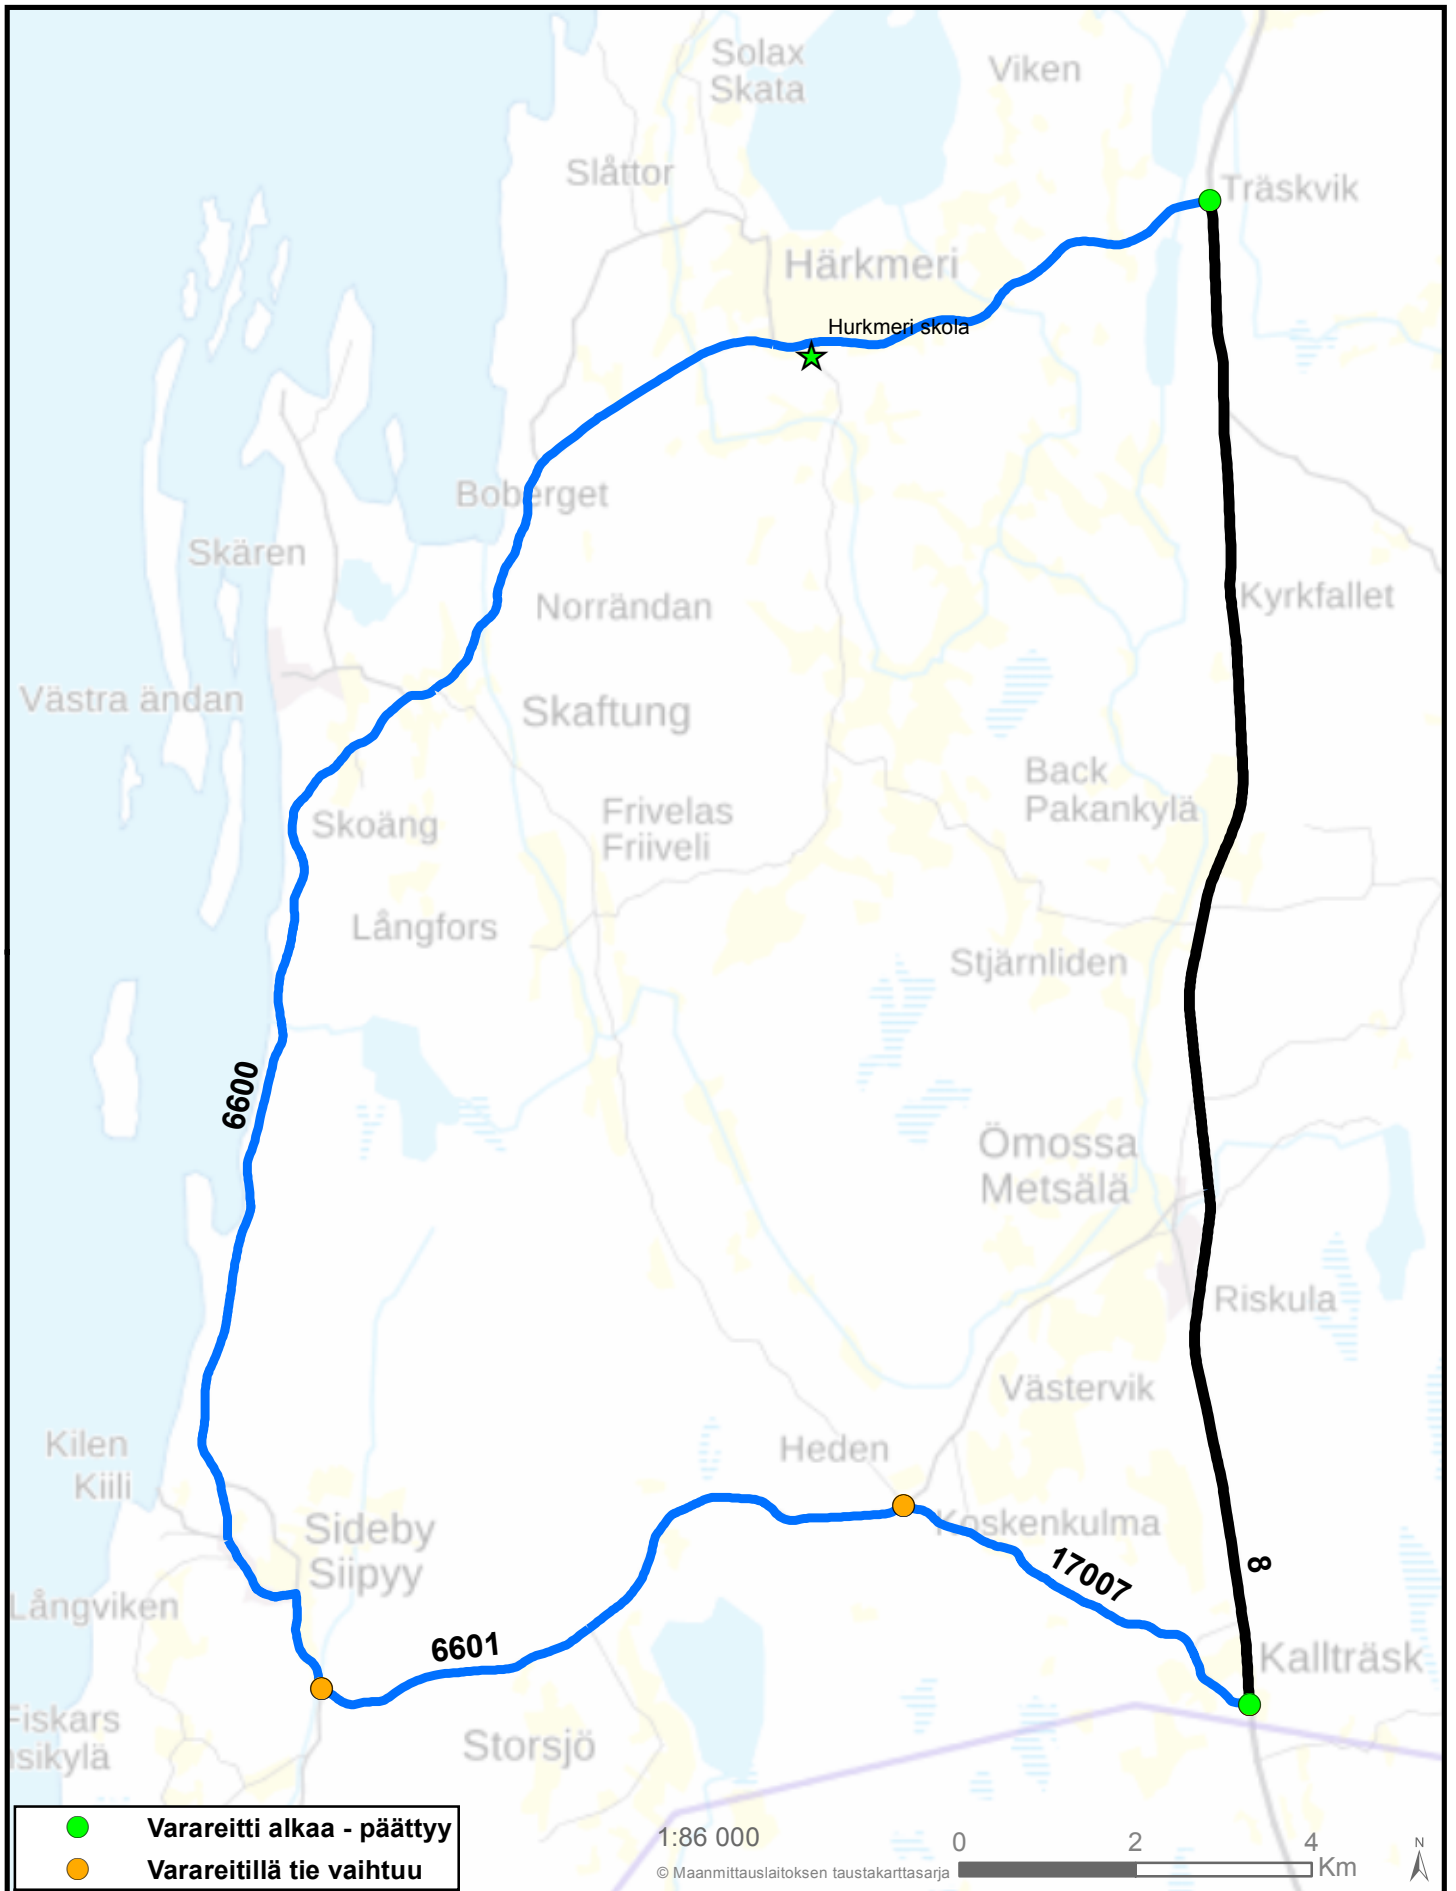 Solax
Skata
Viken
Slåttor
Träskvik
Härkmeri
Hurkmeri skola
Boberget
Skären
Norrändan
Kyrkfallet
Västra ändan
Skaftung
Back
Pakankylä
Skoäng
Frivelas
Friiveli
Långfors
Stjärnliden
6600
Ömossa
Metsälä
Riskula
Västervik
Kilen
Kiili
Heden
Sideby
Siipyy
Koskenkulma
17007
8
Långviken
6601
Kallträsk
Fiskars
nsikylä
Storsjö
Varareitti alkaa - päättyy
Varareitillä tie vaihtuu
1:86 000
© Maanmittauslaitoksen taustakarttasarja
0 2 4
Km
N